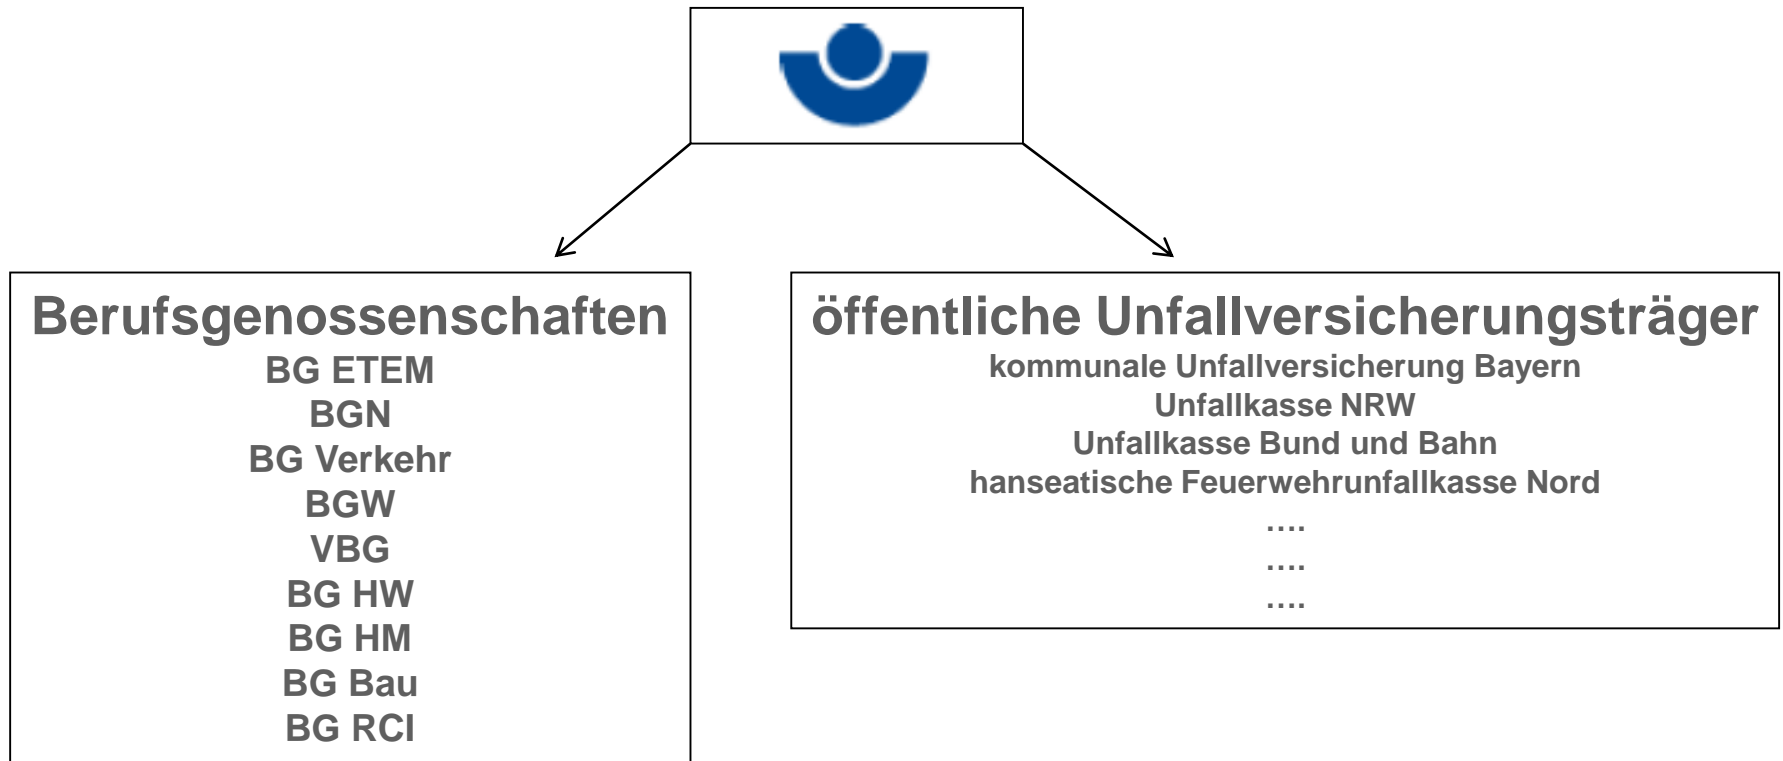 Berufsgenossenschaften
BG ETEM
BGN
BG Verkehr
BGW
VBG
BG HW
BG HM
BG Bau
BG RCI
öffentliche Unfallversicherungsträger
kommunale Unfallversicherung Bayern
Unfallkasse NRW
Unfallkasse Bund und Bahn
hanseatische Feuerwehrunfallkasse Nord
....
....
....